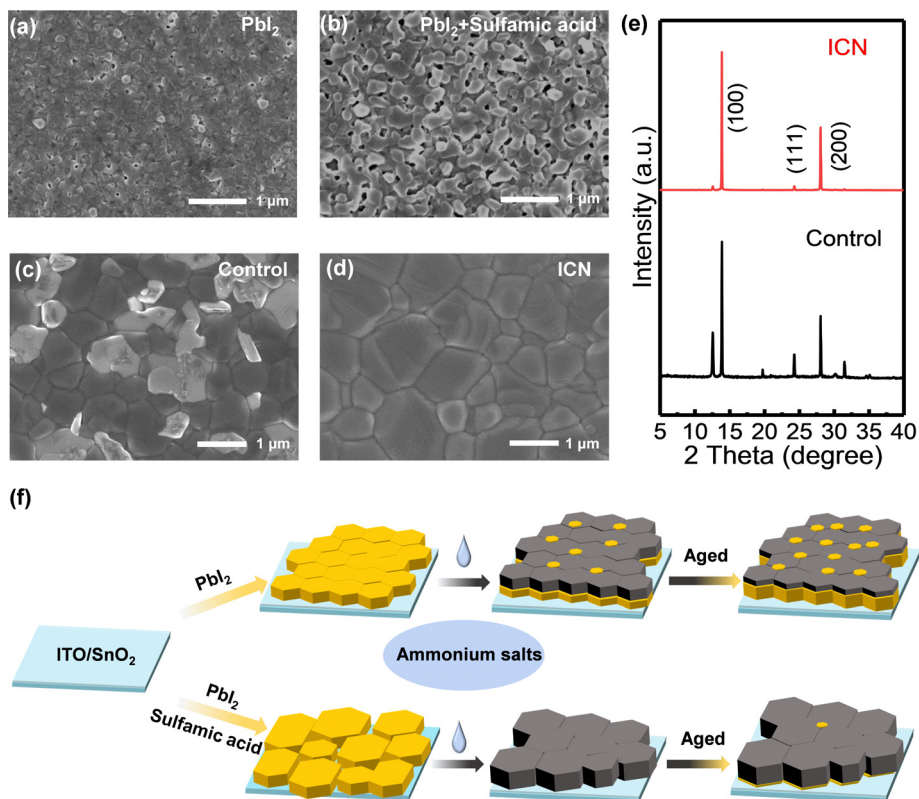 (a)
PbI₂
1 µm
(b)
PbI₂+Sulfamic acid
1 µm
(c)
Control
1 µm
(d)
ICN
1 µm
(e)
ICN
(100)
(111)
(200)
Control
Intensity (a.u.)
5 10 15 20 25 30 35 40
2 Theta (degree)
(f)
PbI₂
Aged
ITO/SnO₂
Ammonium salts
PbI₂
Sulfamic acid
Aged